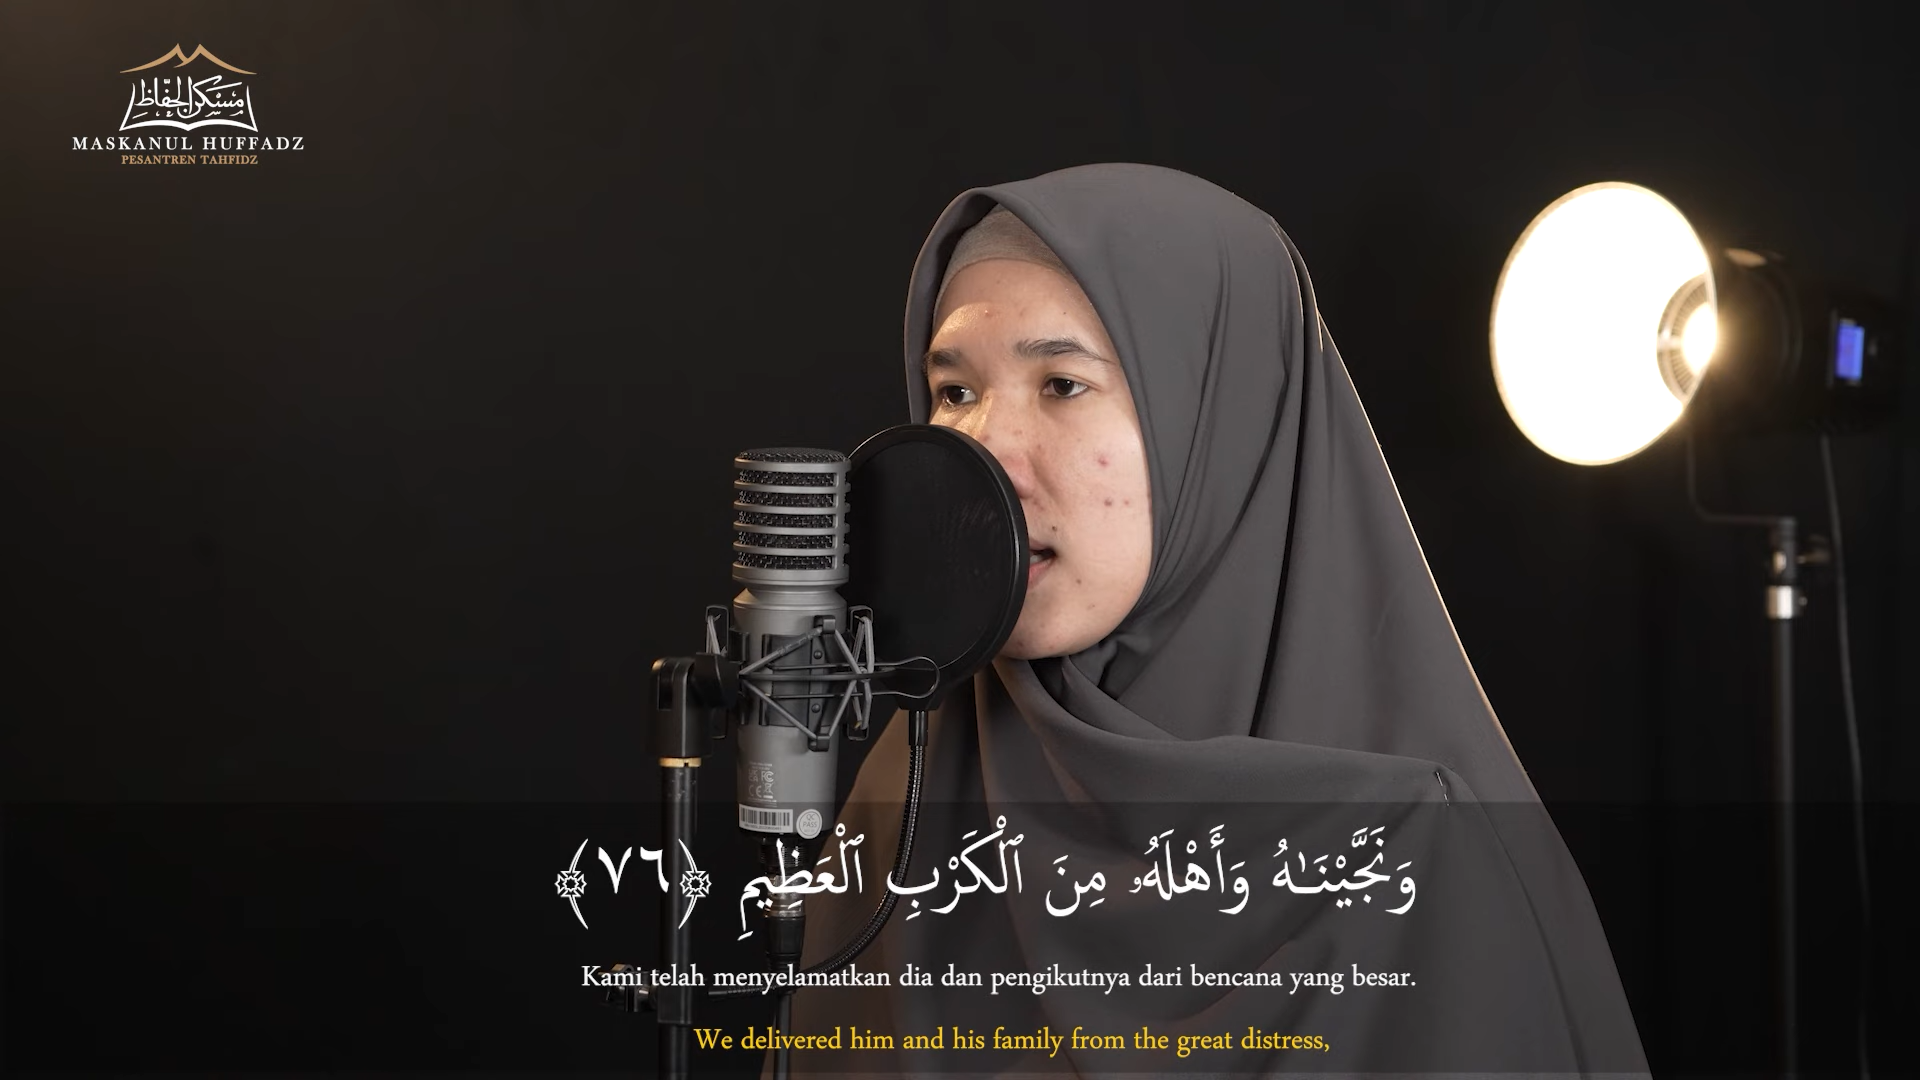 مسكن الحفاظ
MASKANUL HUFFADZ
PESANTREN TAHFIDZ
وَنَجَّيْنَـٰهُ وَأَهْلَهُۥ مِنَ ٱلْكَرْبِ ٱلْعَظِيمِ ﴿٧٦﴾
Kami telah menyelamatkan dia dan pengikutnya dari bencana yang besar.
We delivered him and his family from the great distress,